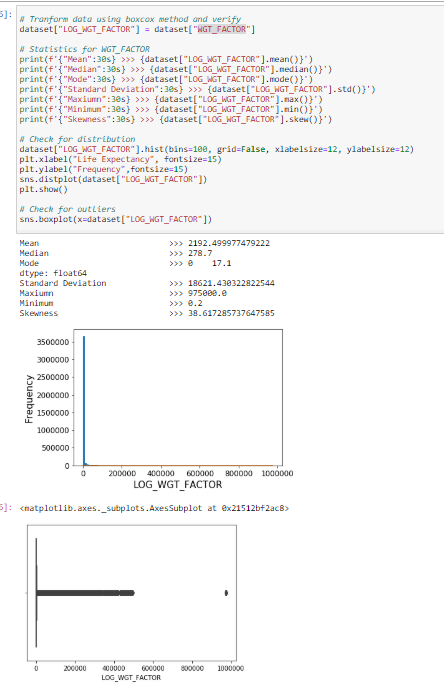 5]:
# Tranform data using boxcox method and verify
dataset["LOG_WGT_FACTOR"] = dataset["WGT_FACTOR"]
# Statistics for WGT_FACTOR
print(f'{"Mean":30s} >>> {dataset["LOG_WGT_FACTOR"].mean()}')
print(f'{"Median":30s} >>> {dataset["LOG_WGT_FACTOR"].median()}')
print(f'{"Mode":30s} >>> {dataset["LOG_WGT_FACTOR"].mode()}')
print(f'{"Standard Deviation":30s} >>> {dataset["LOG_WGT_FACTOR"].std()}')
print(f'{"Maxiumn":30s} >>> {dataset["LOG_WGT_FACTOR"].max()}')
print(f'{"Minimum":30s} >>> {dataset["LOG_WGT_FACTOR"].min()}')
print(f'{"Skewness":30s} >>> {dataset["LOG_WGT_FACTOR"].skew()}')
# Check for distribution
dataset["LOG_WGT_FACTOR"].hist(bins=100, grid=False, xlabelsize=12, ylabelsize=12)
plt.xlabel("Life Expectancy", fontsize=15)
plt.ylabel("Frequency",fontsize=15)
sns.distplot(dataset["LOG_WGT_FACTOR"])
plt.show()
# Check for outliers
sns.boxplot(x=dataset["LOG_WGT_FACTOR"])
Mean >>> 2192.499977479222
Median >>> 278.7
Mode >>> 0 17.1
dtype: float64
Standard Deviation >>> 18621.430322822544
Maxiumn >>> 975000.0
Minimum >>> 0.2
Skewness >>> 38.617285737647585
3500000
3000000
2500000
2000000
1500000
1000000
500000
0
Frequency
0 200000 400000 600000 800000 1000000
LOG_WGT_FACTOR
5]: <matplotlib.axes._subplots.AxesSubplot at 0x21512bf2ac8>
0 200000 400000 600000 800000 1000000
LOG_WGT_FACTOR